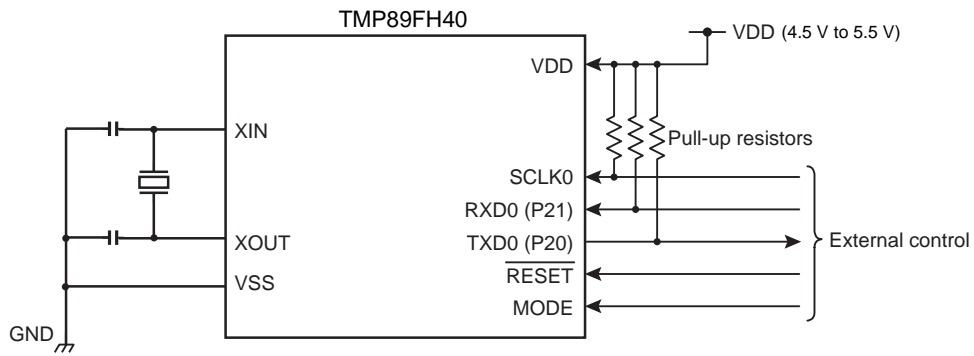 TMP89FH40
VDD (4.5 V to 5.5 V)
VDD
XIN
Pull-up resistors
SCLK0
RXD0 (P21)
XOUT
TXD0 (P20)
External control
VSS
RESET
MODE
GND